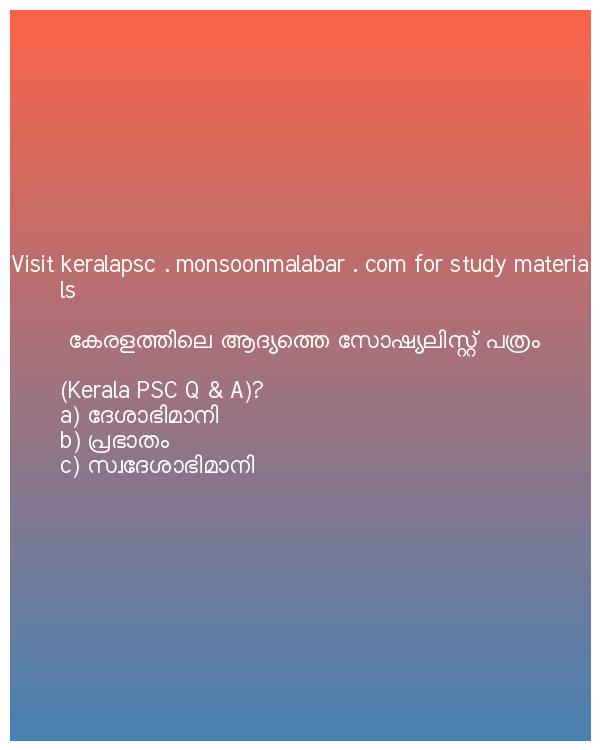 Visit keralapsc . monsoonmalabar . com for study materia
ls
കേരളത്തിലെ ആദ്യത്തെ സോഷ്യലിസ്റ്റ് പത്രം
(Kerala PSC Q & A)?
a) ദേശാഭിമാനി
b) പ്രഭാതം
c) സ്വദേശാഭിമാനി